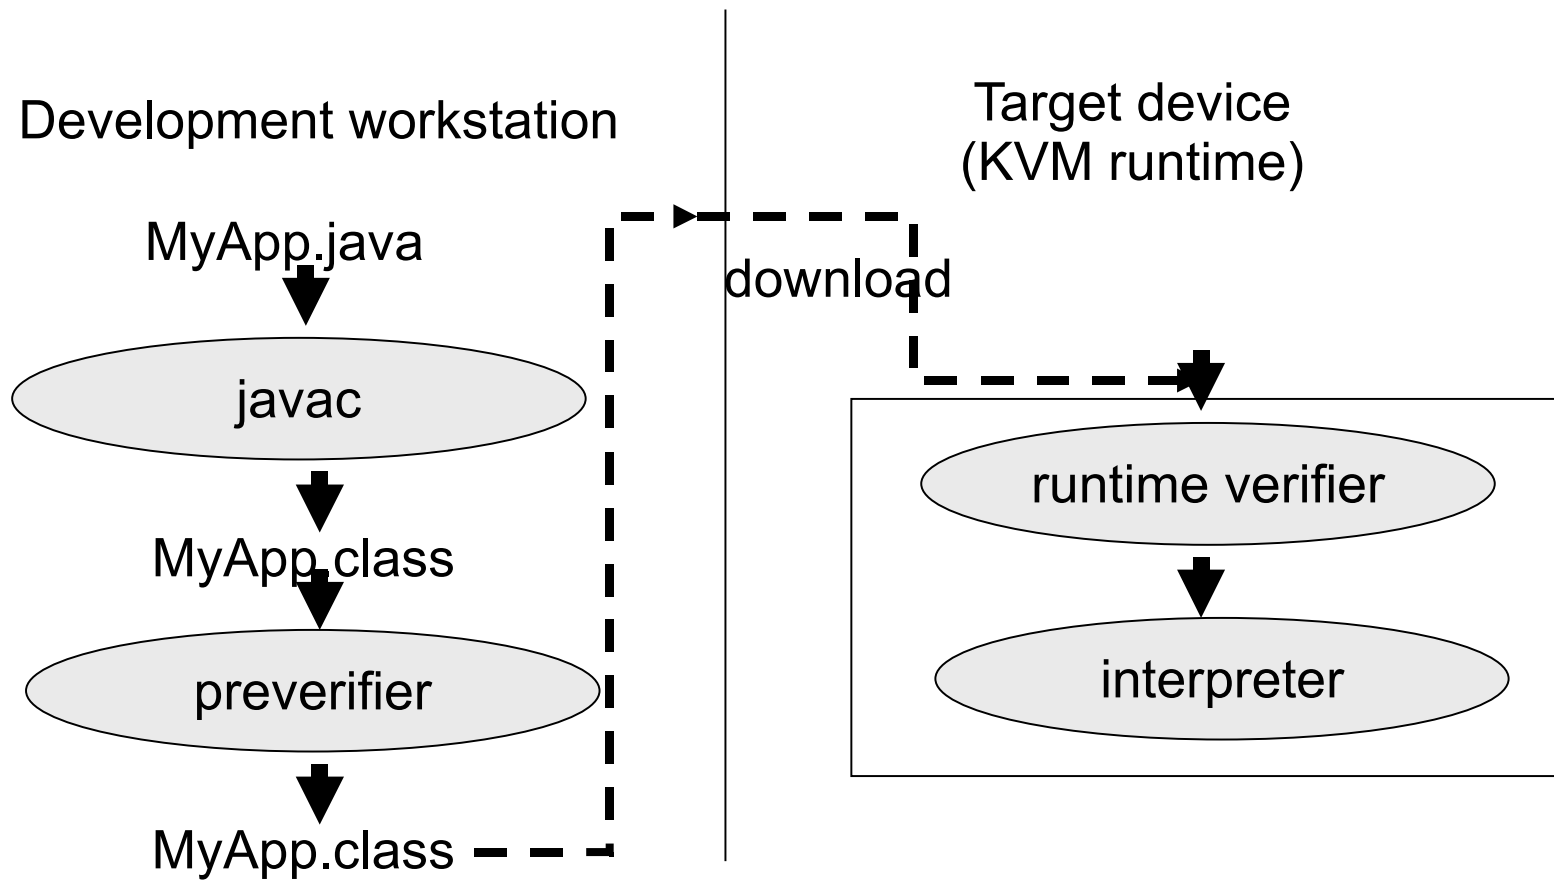 Development workstation
MyApp.java
javac
MyApp.class
preverifier
MyApp.class
Target device
(KVM runtime)
download
runtime verifier
interpreter